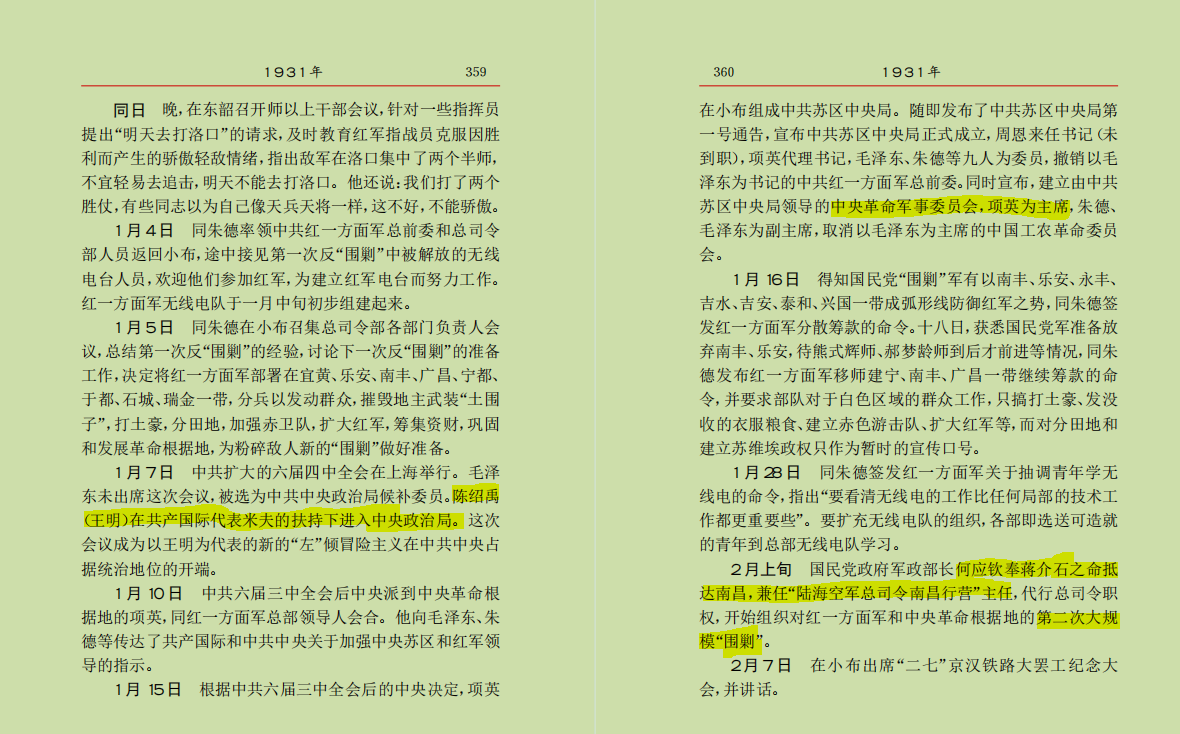 1931年 359
同日 晚,在东韶召开师以上干部会议,针对一些指挥员
提出“明天去打洛口”的请求,及时教育红军指战员克服因胜
利而产生的骄傲轻敌情绪,指出敌军在洛口集中了两个半师,
不宜轻易去追击,明天不能去打洛口。他还说:我们打了两个
胜仗,有些同志以为自己像天兵天将一样,这不好,不能骄傲。
1月4日 同朱德率领中共红一方面军总前委和总司令
部人员返回小布,途中接见第一次反“围剿”中被解放的无线
电台人员,欢迎他们参加红军,为建立红军电台而努力工作。
红一方面军无线电队于一月中旬初步组建起来。
1月5日 同朱德在小布召集总司令部各部门负责人会
议,总结第一次反“围剿”的经验,讨论下一次反“围剿”的准备
工作,决定将红一方面军部署在宜黄、乐安、南丰、广昌、宁都、
于都、石城、瑞金一带,分兵以发动群众,摧毁地主武装“土围
子”,打土豪,分田地,加强赤卫队,扩大红军,筹集资财,巩固
和发展革命根据地,为粉碎敌人新的“围剿”做好准备。
1月7日 中共扩大的六届四中全会在上海举行。毛泽
东未出席这次会议,被选为中共中央政治局候补委员。陈绍禹
(王明)在共产国际代表米夫的扶持下进入中央政治局。这次
会议成为以王明为代表的新的“左”倾冒险主义在中共中央占
据统治地位的开端。
1月10日 中共六届三中全会后中央派到中央革命根
据地的项英,同红一方面军总部领导人会合。他向毛泽东、朱
德等传达了共产国际和中共中央关于加强中央苏区和红军领
导的指示。
1月15日 根据中共六届三中全会后的中央决定,项英
360 1931年
在小布组成中共苏区中央局。随即发布了中共苏区中央局第
一号通告,宣布中共苏区中央局正式成立,周恩来任书记(未
到职),项英代理书记,毛泽东、朱德等九人为委员,撤销以毛
泽东为书记的中共红一方面军总前委。同时宣布,建立由中共
苏区中央局领导的中央革命军事委员会,项英为主席,朱德、
毛泽东为副主席,取消以毛泽东为主席的中国工农革命委员
会。
1月16日 得知国民党“围剿”军有以南丰、乐安、永丰、
吉水、吉安、泰和、兴国一带成弧形线防御红军之势,同朱德签
发红一方面军分散筹款的命令。十八日,获悉国民党军准备放
弃南丰、乐安,待熊式辉师、郝梦龄师到后才前进等情况,同朱
德发布红一方面军移师建宁、南丰、广昌一带继续筹款的命
令,并要求部队对于白色区域的群众工作,只搞打土豪、发没
收的衣服粮食、建立赤色游击队、扩大红军等,而对分田地和
建立苏维埃政权只作为暂时的宣传口号。
1月28日 同朱德签发红一方面军关于抽调青年学无
线电的命令,指出“要看清无线电的工作比任何局部的技术工
作都更重要些”。要扩充无线电队的组织,各部即选送可造就
的青年到总部无线电队学习。
2月上旬 国民党政府军政部长何应钦奉蒋介石之命抵
达南昌,兼任“陆海空军总司令南昌行营”主任,代行总司令职
权,开始组织对红一方面军和中央革命根据地的第二次大规
模“围剿”。
2月7日 在小布出席“二七”京汉铁路大罢工纪念大
会,并讲话。